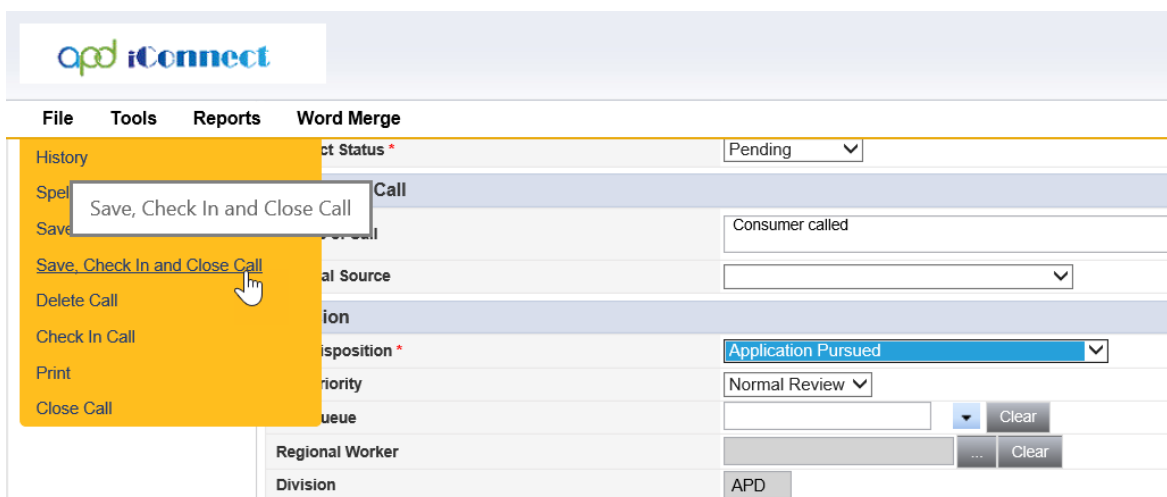 apd iConnect
File Tools Reports Word Merge
History
ct Status *
Pending
Spel
Call
Save, Check In and Close Call
Save
Consumer called
Save, Check In and Close Call
al Source
Delete Call
ion
Check In Call
isposition *
Application Pursued
Print
riority
Normal Review
Close Call
ueue
Clear
Regional Worker
... Clear
Division
APD